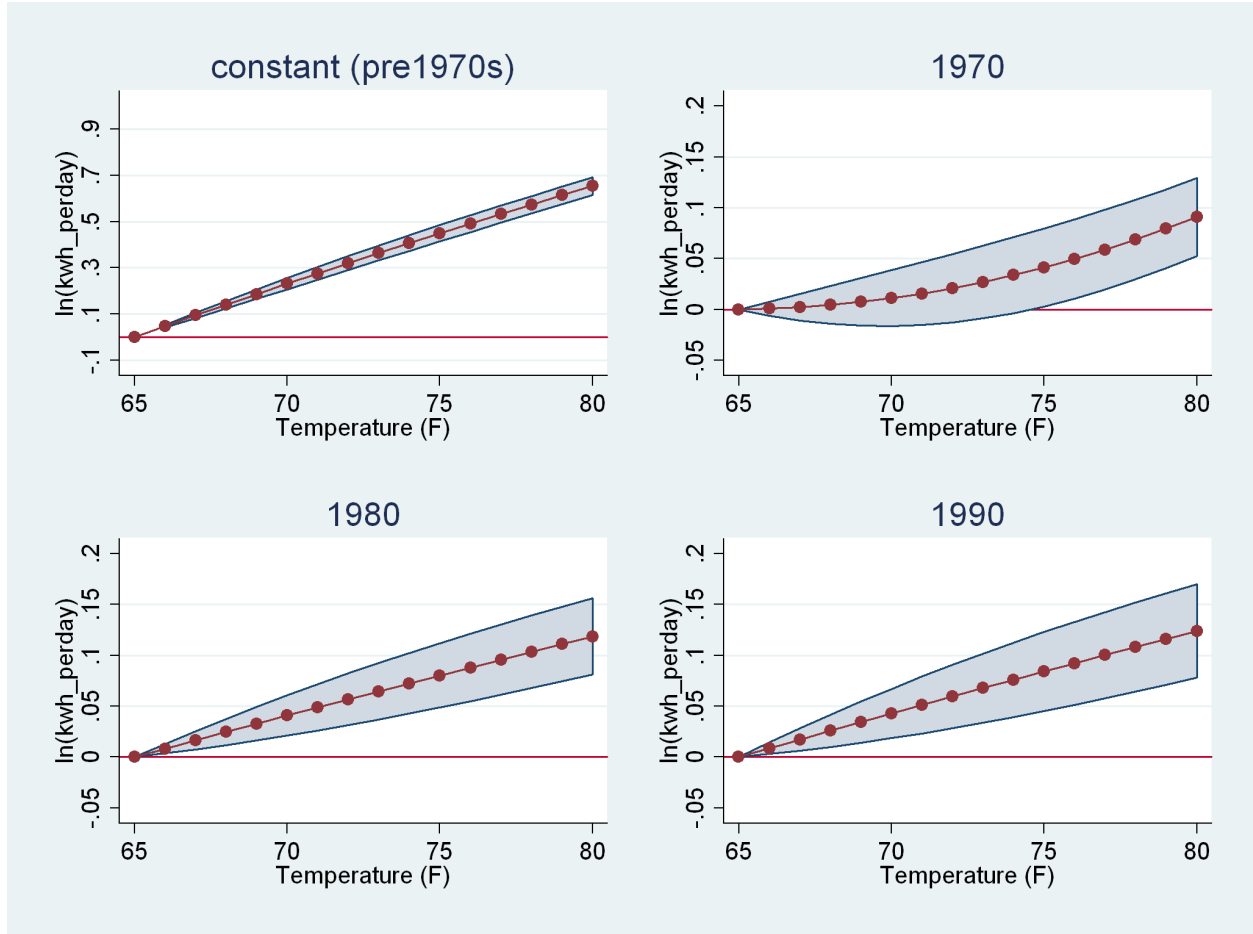 constant (pre1970s)
ln(kwh_perday)
.9
.7
.5
.3
.1
-.1
65 70 75 80
Temperature (F)
1970
ln(kwh_perday)
.2
.15
.1
.05
0
-.05
65 70 75 80
Temperature (F)
1980
ln(kwh_perday)
.2
.15
.1
.05
0
-.05
65 70 75 80
Temperature (F)
1990
ln(kwh_perday)
.2
.15
.1
.05
0
-.05
65 70 75 80
Temperature (F)